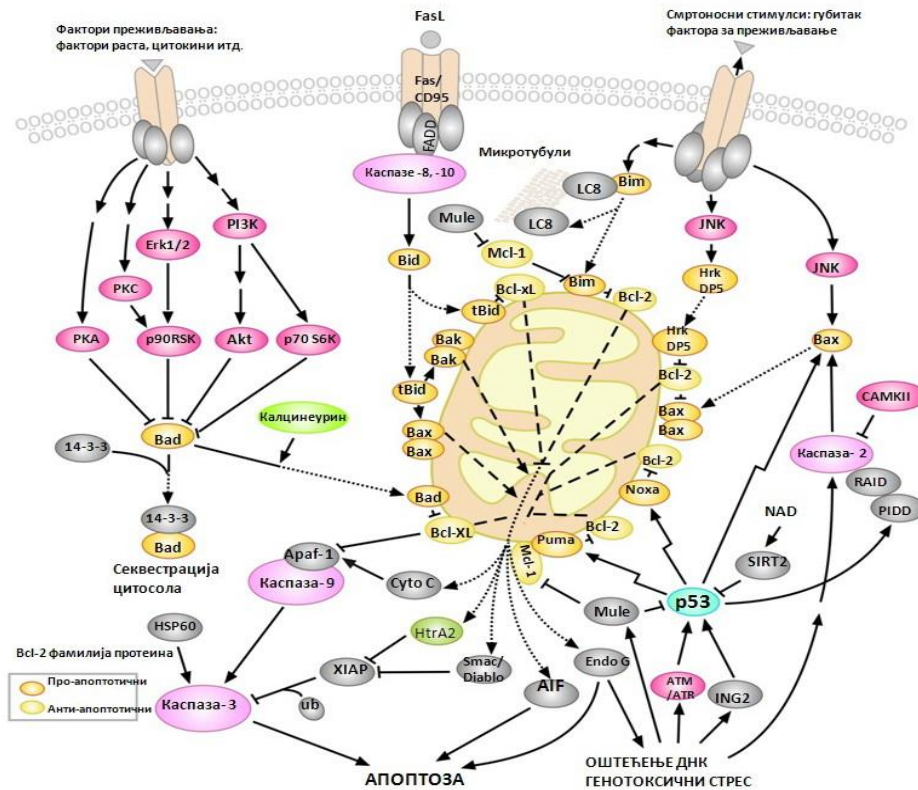 FasL
Фактори преживљавања:
фактори раста, цитокини итд.
Смртоносни стимулси: губитак
фактора за преживљавање
Fas/
CD95
FADD
Каспазе -8, -10
Микротубули
LC8
Bim
LC8
Mule
Mcl-1
Bim
JNK
Hrk
DP5
JNK
PI3K
Erk1/2
PKC
Bid
PKA
p90RSK
Akt
p70 S6K
tBid
Bcl-xL
Bcl-2
Bak
Bak
Hrk
DP5
Bax
tBid
Bcl-2
Bax
Bax
CAMKII
Калцинеурин
14-3-3
Bad
Bax
Bax
Bcl-2
Каспаза- 2
RAID
PIDD
Noxa
NAD
Bad
14-3-3
Bad
Bcl-XL
Bcl-2
Puma
Mcl-1
SIRT2
Секвестрација
цитосола
Apaf-1
Каспаза-9
Cyto C
Mule
p53
HSP60
HtrA2
Bcl-2 фамилија протеина
Про-апоптотични
Анти-апоптотични
XIAP
Smac/
Diablo
Endo G
AIF
ATM
/ATR
ING2
Каспаза-3
ub
АПОПТОЗА
ОШТЕЋЕЊЕ ДНК
ГЕНОТОКСИЧНИ СТРЕС